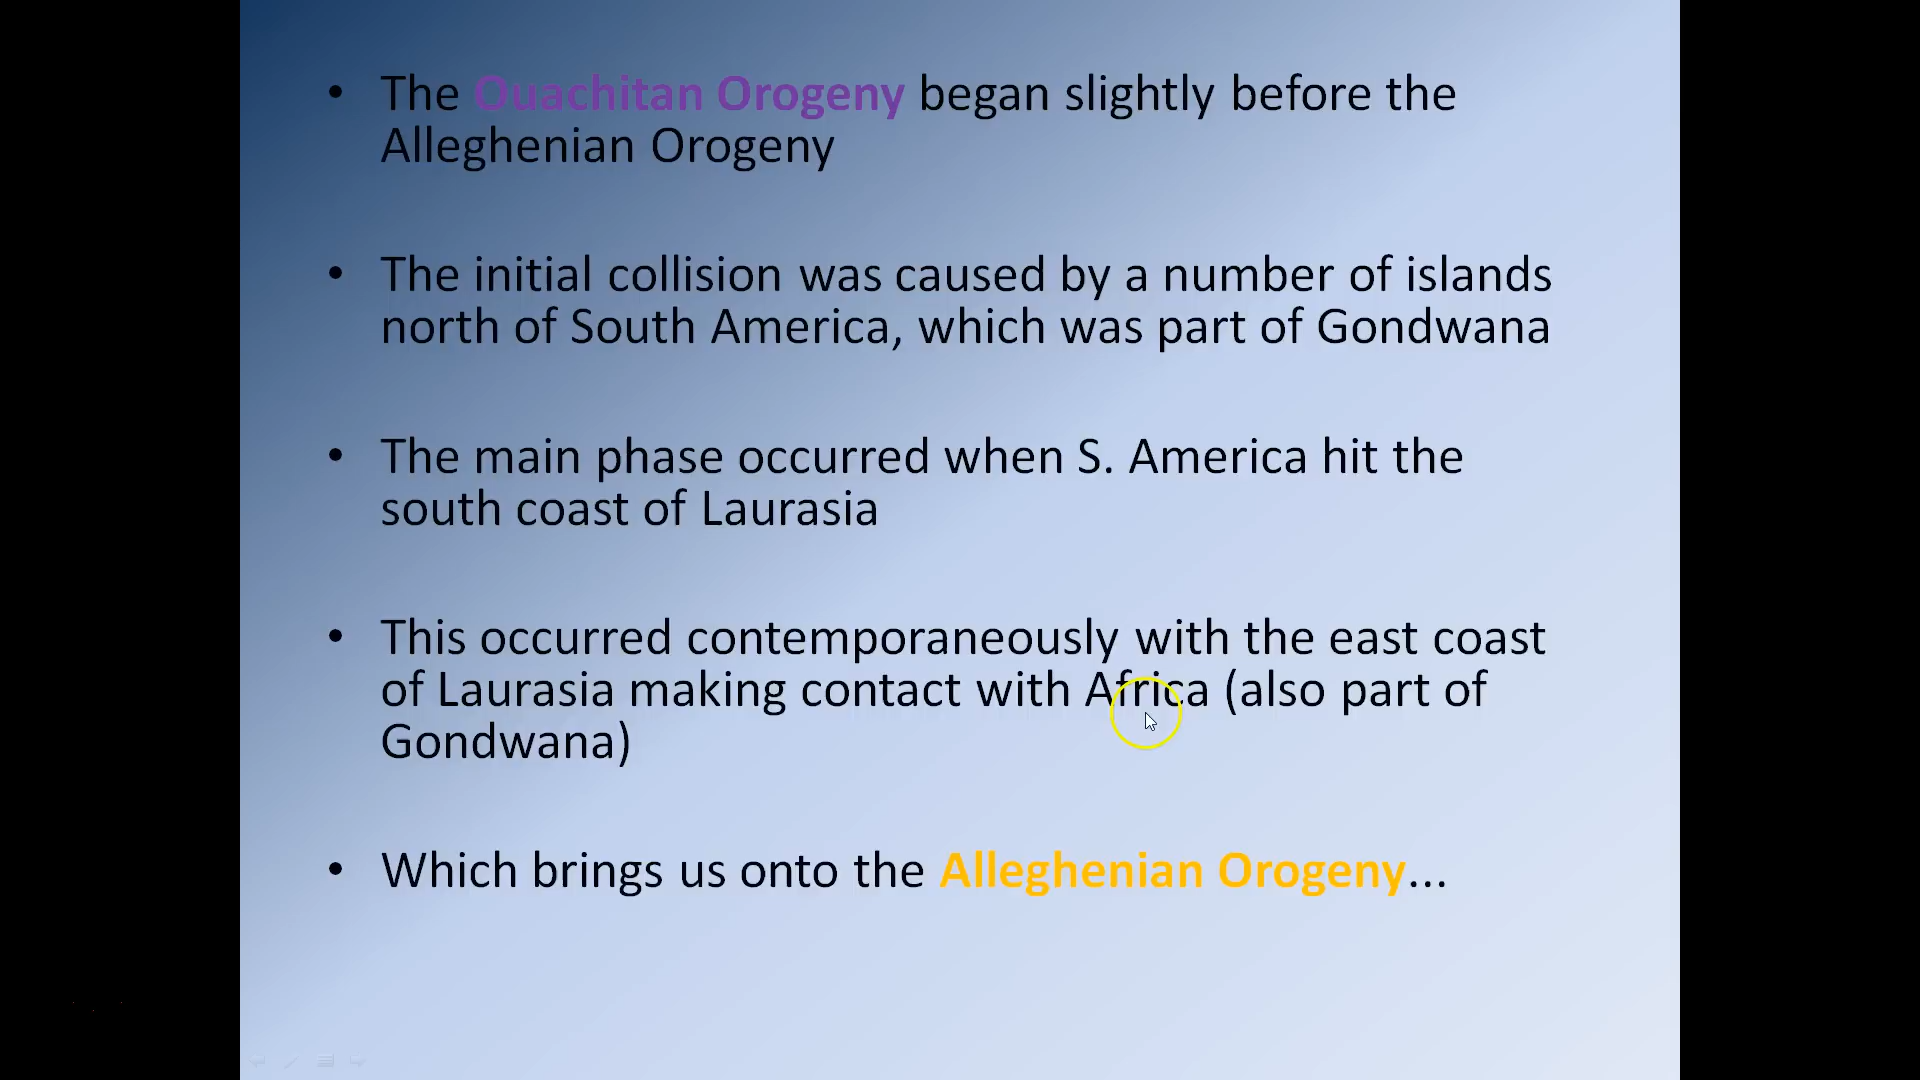 • The Ouachitan Orogeny began slightly before the
Alleghenian Orogeny
• The initial collision was caused by a number of islands
north of South America, which was part of Gondwana
• The main phase occurred when S. America hit the
south coast of Laurasia
• This occurred contemporaneously with the east coast
of Laurasia making contact with Africa (also part of
Gondwana)
• Which brings us onto the Alleghenian Orogeny...